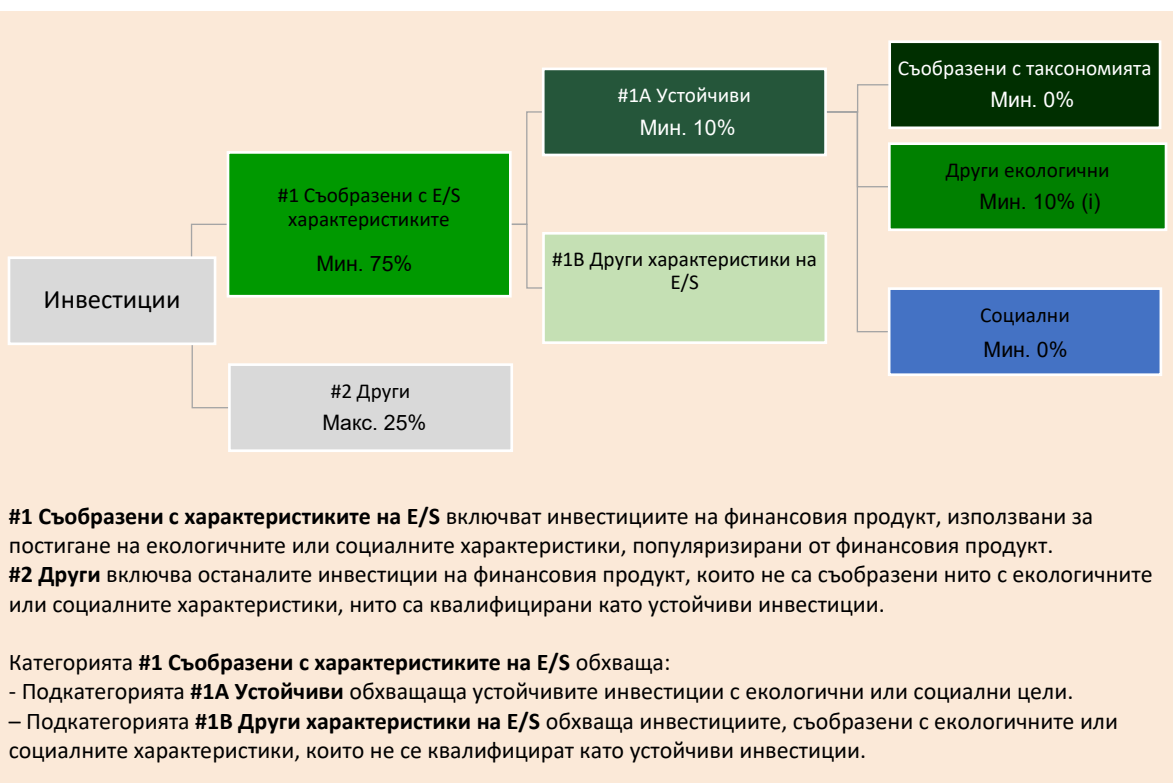 Инвестиции
#1 Съобразени с E/S
характеристиките
Мин. 75%
#2 Други
Макс. 25%
#1A Устойчиви
Мин. 10%
#1B Други характеристики на
E/S
Съобразени с таксономията
Мин. 0%
Други екологични
Мин. 10% (i)
Социални
Мин. 0%
#1 Съобразени с характеристиките на E/S включват инвестициите на финансовия продукт, използвани за
постигане на екологичните или социалните характеристики, популяризирани от финансовия продукт.
#2 Други включва останалите инвестиции на финансовия продукт, които не са съобразени нито с екологичните
или социалните характеристики, нито са квалифицирани като устойчиви инвестиции.
Категорията #1 Съобразени с характеристиките на E/S обхваща:
- Подкатегорията #1A Устойчиви обхващаща устойчивите инвестиции с екологични или социални цели.
– Подкатегорията #1B Други характеристики на E/S обхваща инвестициите, съобразени с екологичните или
социалните характеристики, които не се квалифицират като устойчиви инвестиции.